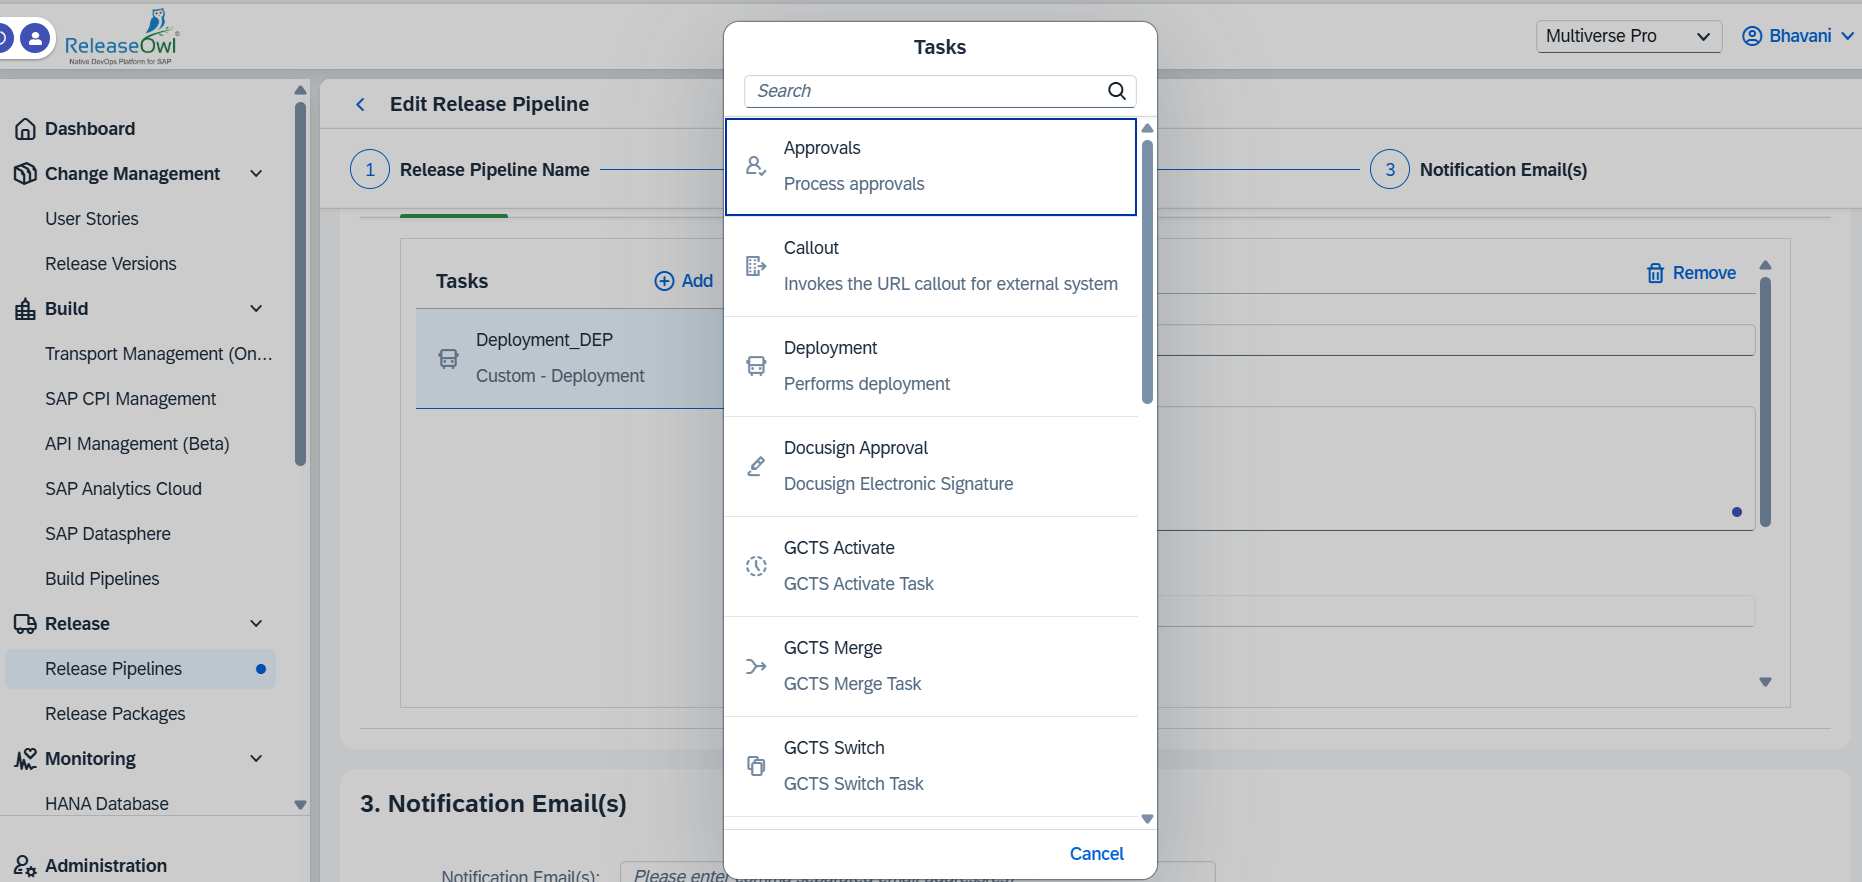 ReleaseOwl
Native DevOps Platform for SAP
Multiverse Pro
Bhavani
Dashboard
Change Management
User Stories
Release Versions
Build
Transport Management (On...
SAP CPI Management
API Management (Beta)
SAP Analytics Cloud
SAP Datasphere
Build Pipelines
Release
Release Pipelines
Release Packages
Monitoring
HANA Database
Administration
Edit Release Pipeline
1 Release Pipeline Name
3 Notification Email(s)
Tasks
Add
Deployment_DEP
Custom - Deployment
Remove
3. Notification Email(s)
Notification Email(s):
Please enter comma separated email address(es)
Tasks
Search
Approvals
Process approvals
Callout
Invokes the URL callout for external system
Deployment
Performs deployment
Docusign Approval
Docusign Electronic Signature
GCTS Activate
GCTS Activate Task
GCTS Merge
GCTS Merge Task
GCTS Switch
GCTS Switch Task
Cancel